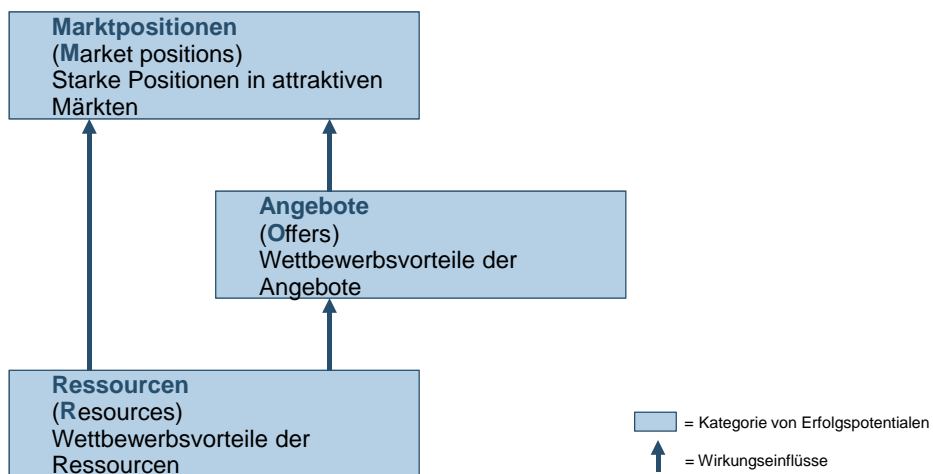 Marktpositionen
(Market positions)
Starke Positionen in attraktiven
Märkten
Angebote
(Offers)
Wettbewerbsvorteile der
Angebote
Ressourcen
(Resources)
Wettbewerbsvorteile der
Ressourcen
= Kategorie von Erfolgspotentialen
= Wirkungseinflüsse